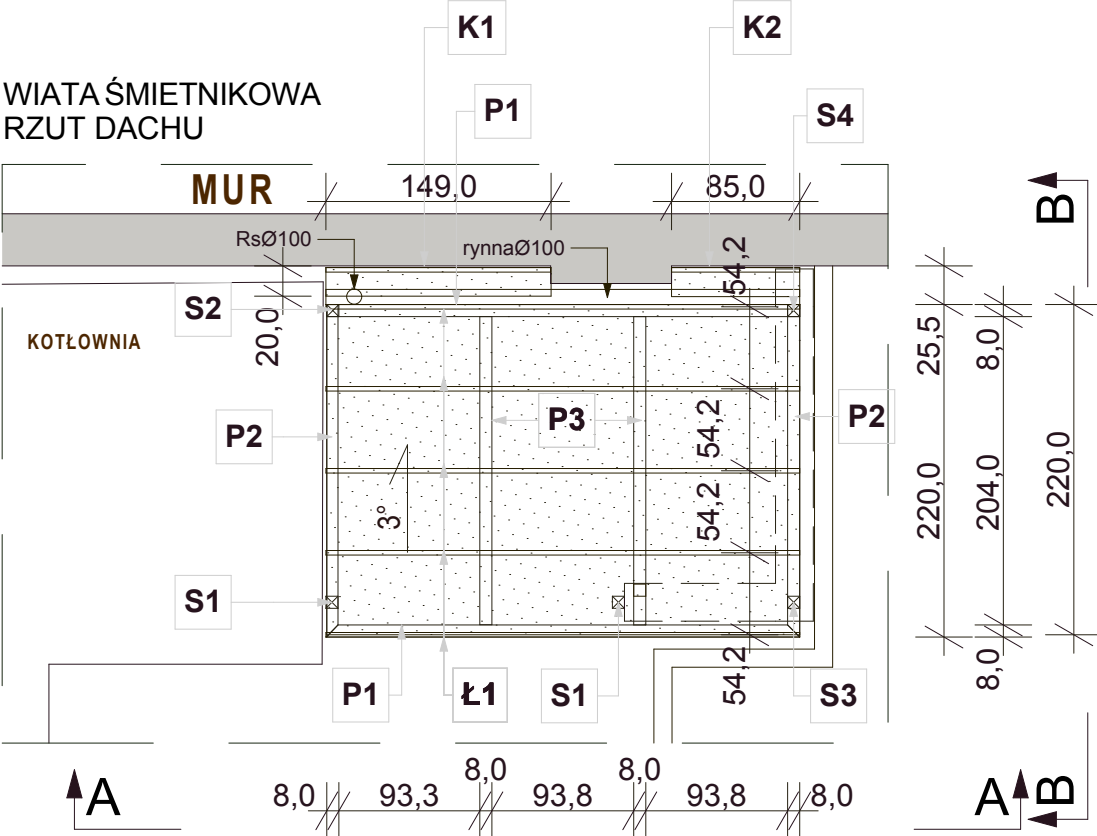 K1
K2
WIATA ŚMIETNIKOWA
RZUT DACHU
P1
S4
MUR
149,0
85,0
B
RsØ100
rynnaØ100
54,2
S2
20,0
KOTŁOWNIA
25,5
8,0
P2
P3
P2
54,2
220,0
204,0
220,0
3°
54,2
S1
P1
Ł1
S1
54,2
S3
8,0
A
8,0
93,3
8,0
93,8
8,0
93,8
8,0
A
B